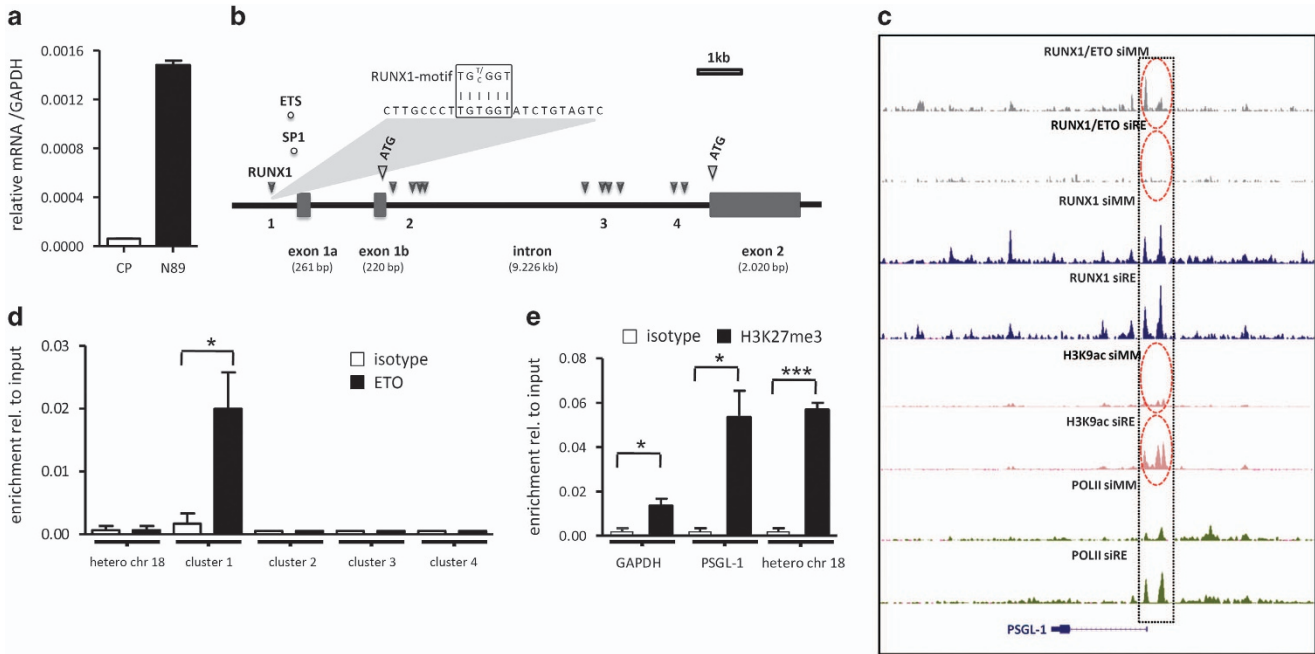 a
relative mRNA /GAPDH
0.0016
0.0012
0.0008
0.0004
0.0000
CP N89
b
1kb
RUNX1-motif TG T/C GGT
CTTGCCCTTGTGGTATCTGTAGTC
ETS
SP1
RUNX1
ATG
ATG
1 2 3 4
exon 1a exon 1b intron exon 2
(261 bp) (220 bp) (9.226 kb) (2.020 bp)
c
RUNX1/ETO siMM
RUNX1/ETO siRE
RUNX1 siMM
RUNX1 siRE
H3K9ac siMM
H3K9ac siRE
POLII siMM
POLII siRE
PSGL-1
d
enrichment rel. to input
0.03
0.02
0.01
0.00
*
isotype
ETO
hetero chr 18 cluster 1 cluster 2 cluster 3 cluster 4
e
isotype H3K27me3
enrichment rel. to input
0.08
0.06
0.04
0.02
0.00
* * ***
GAPDH PSGL-1 hetero chr 18